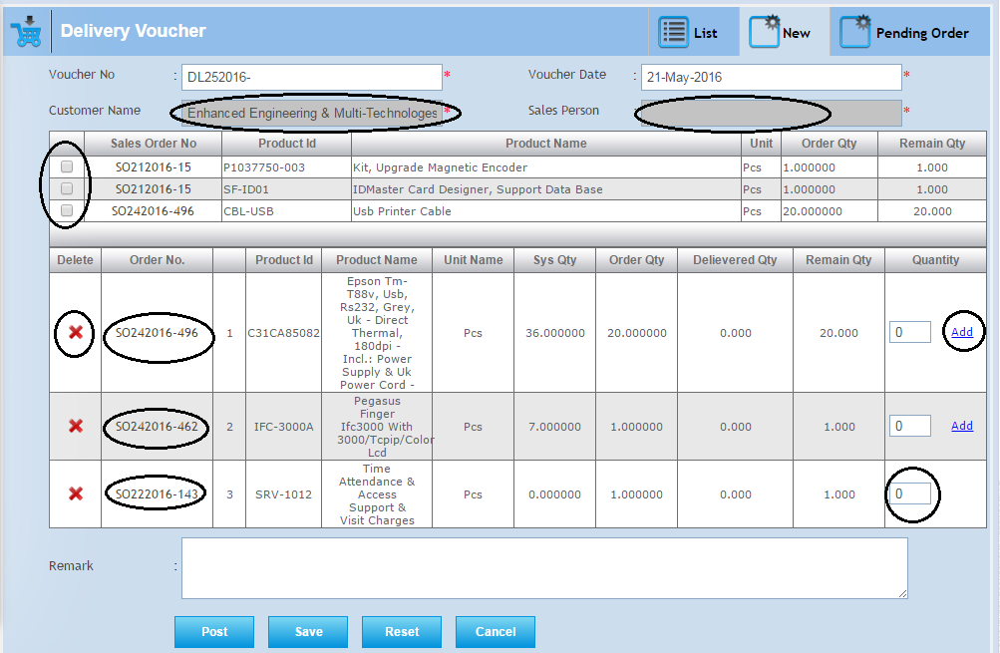 Delivery Voucher
List
New
Pending Order
Voucher No : DL252016- *
Voucher Date : 21-May-2016 *
Customer Name : Enhanced Engineering & Multi-Technologes *
Sales Person : *
Sales Order No Product Id Product Name Unit Order Qty Remain Qty
SO212016-15 P1037750-003 Kit, Upgrade Magnetic Encoder Pcs 1.000000 1.000
SO212016-15 SF-ID01 IDMaster Card Designer, Support Data Base Pcs 1.000000 1.000
SO242016-496 CBL-USB Usb Printer Cable Pcs 20.000000 20.000
Delete Order No. Product Id Product Name Unit Name Sys Qty Order Qty Delievered Qty Remain Qty Quantity
SO242016-496 1 C31CA85082
Epson Tm-
T88v, Usb,
Rs232, Grey,
Uk - Direct
Thermal,
180dpi -
Incl.: Power
Supply & Uk
Power Cord -
Pcs 36.000000 20.000000 0.000 20.000 0 Add
SO242016-462 2 IFC-3000A
Pegasus
Finger
Ifc3000 With
3000/Tcpip/Color
Lcd
Pcs 7.000000 1.000000 0.000 1.000 0 Add
SO222016-143 3 SRV-1012
Time
Attendance &
Access
Support &
Visit Charges
Pcs 0.000000 1.000000 0.000 1.000 0
Remark :
Post Save Reset Cancel